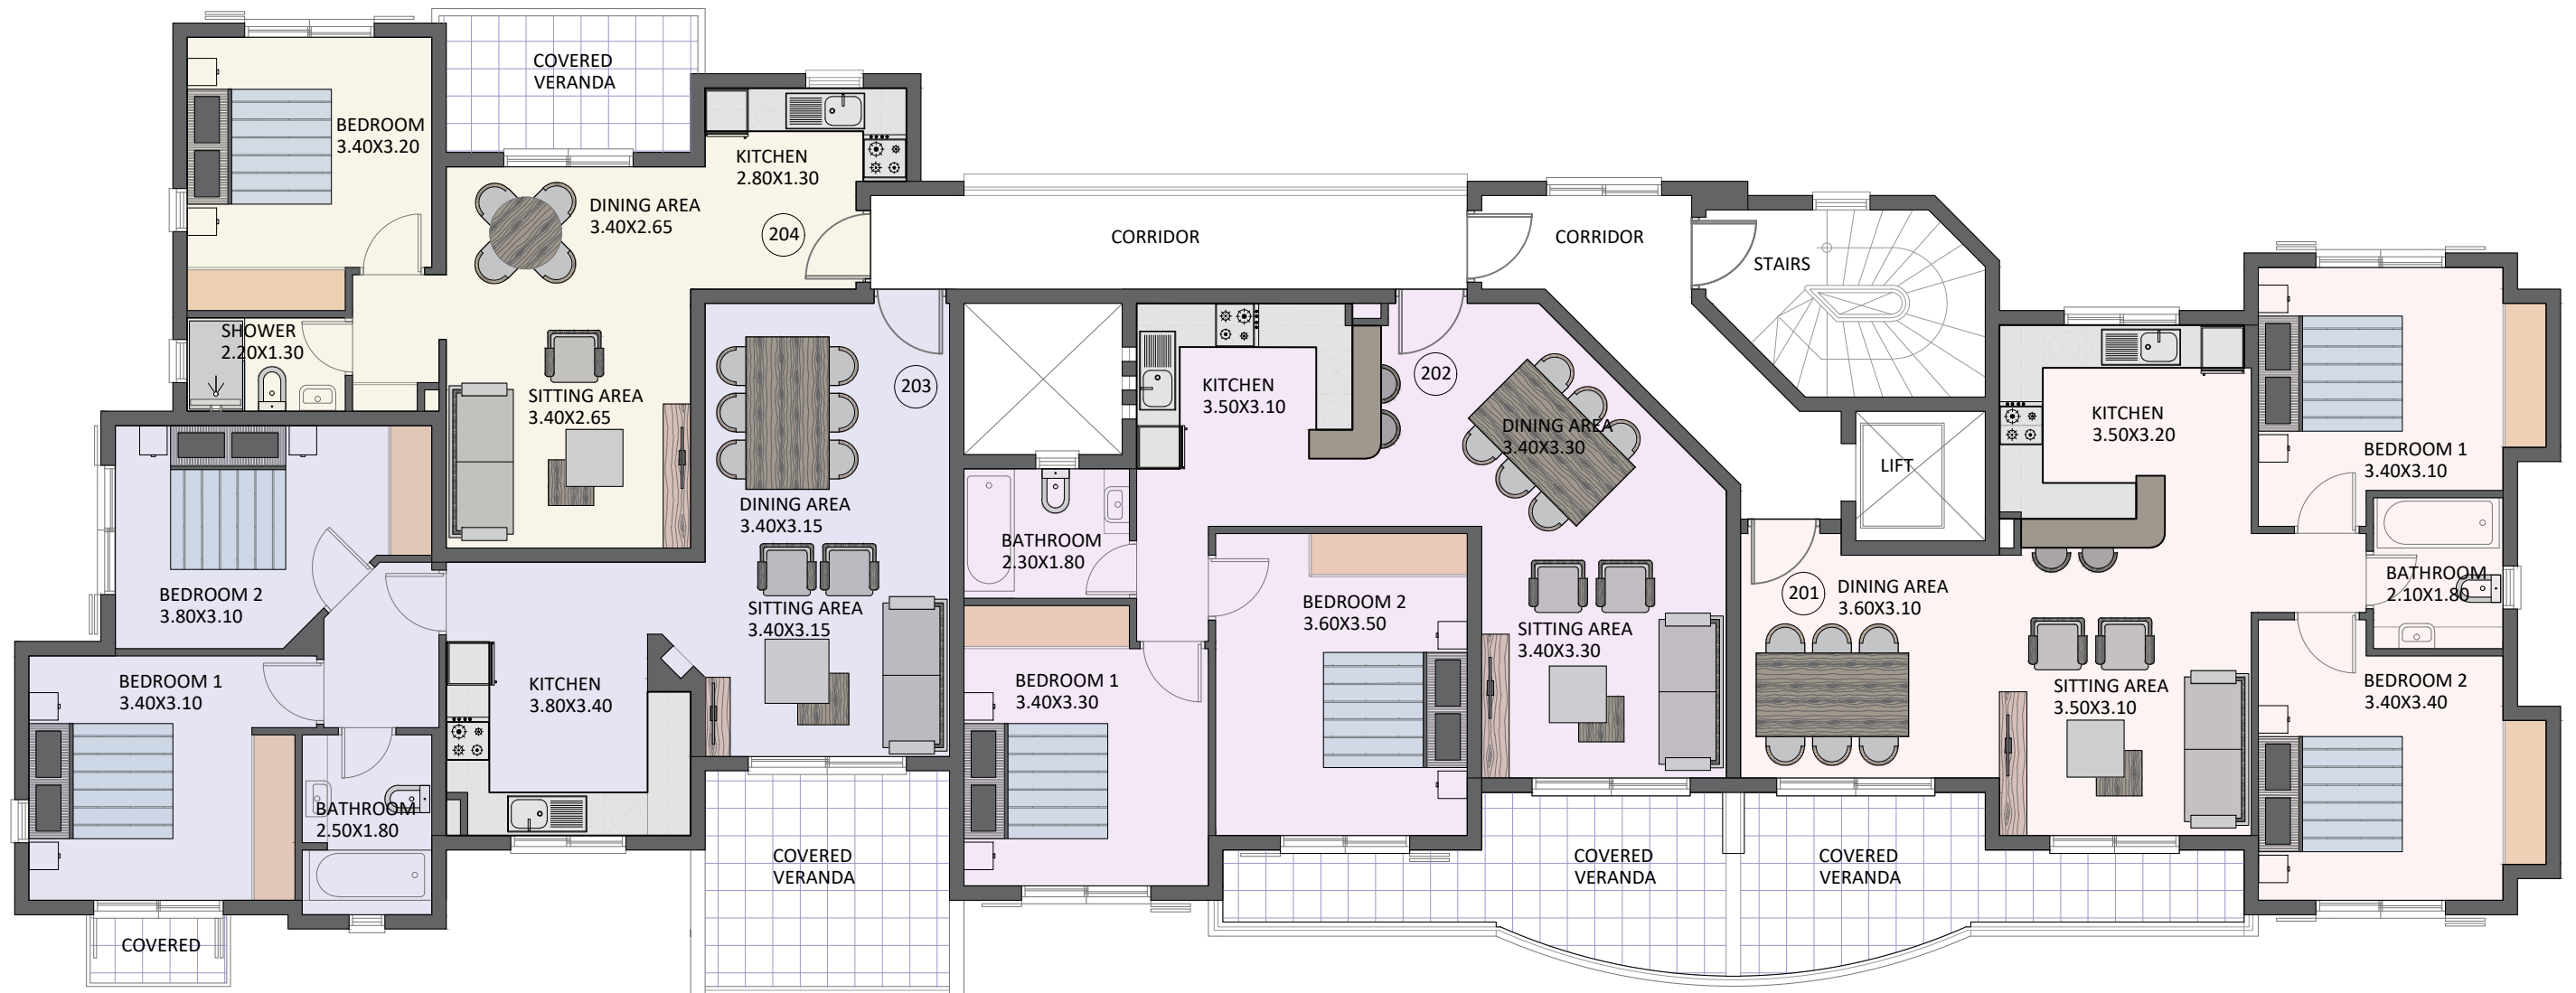 COVERED
VERANDA
BEDROOM
3.40X3.20
KITCHEN
2.80X1.30
DINING AREA
3.40X2.65
204
CORRIDOR
CORRIDOR
STAIRS
SHOWER
2.20X1.30
SITTING AREA
3.40X2.65
203
KITCHEN
3.50X3.10
202
DINING AREA
3.40X3.30
LIFT
KITCHEN
3.50X3.20
BEDROOM 1
3.40X3.10
DINING AREA
3.40X3.15
BATHROOM
2.30X1.80
BEDROOM 2
3.80X3.10
SITTING AREA
3.40X3.15
BEDROOM 2
3.60X3.50
SITTING AREA
3.40X3.30
201
DINING AREA
3.60X3.10
BATHROOM
2.10X1.80
BEDROOM 1
3.40X3.10
KITCHEN
3.80X3.40
BEDROOM 1
3.40X3.30
SITTING AREA
3.50X3.10
BEDROOM 2
3.40X3.40
BATHROOM
2.50X1.80
COVERED
VERANDA
COVERED
VERANDA
COVERED
VERANDA
COVERED